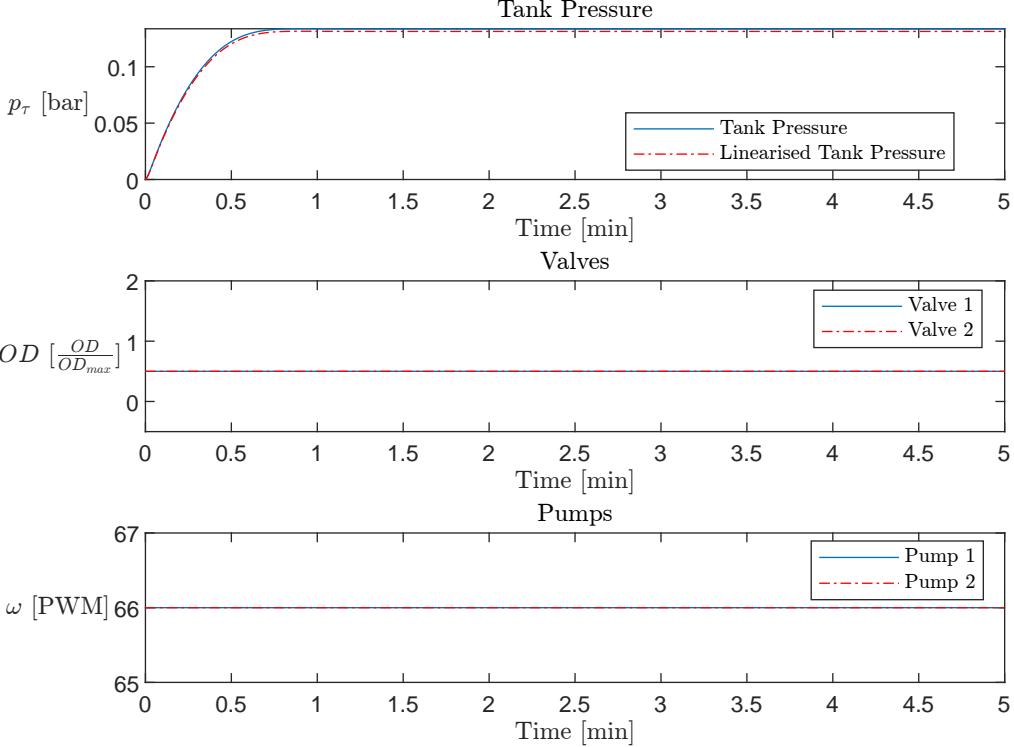 Tank Pressure
0.1
0.05
0
p_τ [bar]
Tank Pressure
Linearised Tank Pressure
0 0.5 1 1.5 2 2.5 3 3.5 4 4.5 5
Time [min]
Valves
2
1
0
OD [OD/OD_max]
Valve 1
Valve 2
0 0.5 1 1.5 2 2.5 3 3.5 4 4.5 5
Time [min]
Pumps
67
66
65
ω [PWM]
Pump 1
Pump 2
0 0.5 1 1.5 2 2.5 3 3.5 4 4.5 5
Time [min]